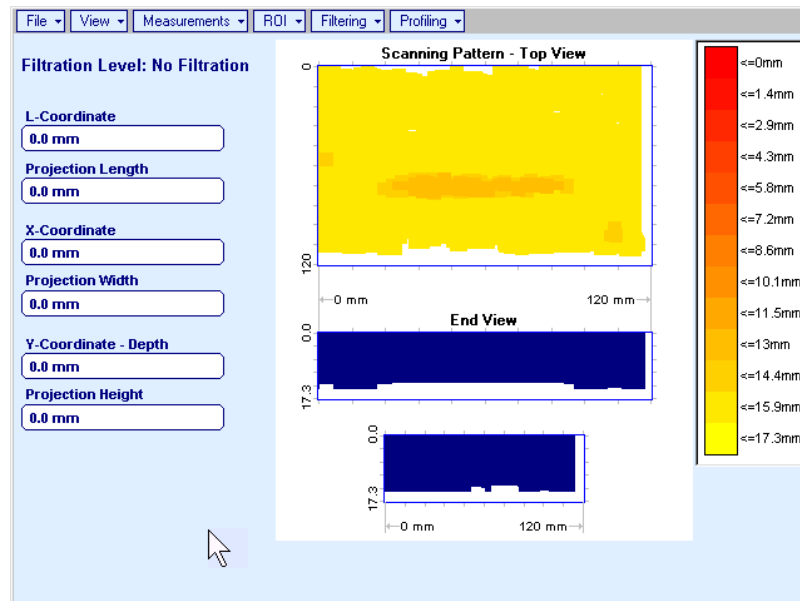 File View Measurements ROI Filtering Profiling
Filtration Level: No Filtration
L-Coordinate
0.0 mm
Projection Length
0.0 mm
X-Coordinate
0.0 mm
Projection Width
0.0 mm
Y-Coordinate - Depth
0.0 mm
Projection Height
0.0 mm
Scanning Pattern - Top View
0
120
0 mm 120 mm
End View
0.0
17.3
0.0
17.3
0 mm 120 mm
<=0mm
<=1.4mm
<=2.9mm
<=4.3mm
<=5.8mm
<=7.2mm
<=8.6mm
<=10.1mm
<=11.5mm
<=13mm
<=14.4mm
<=15.9mm
<=17.3mm